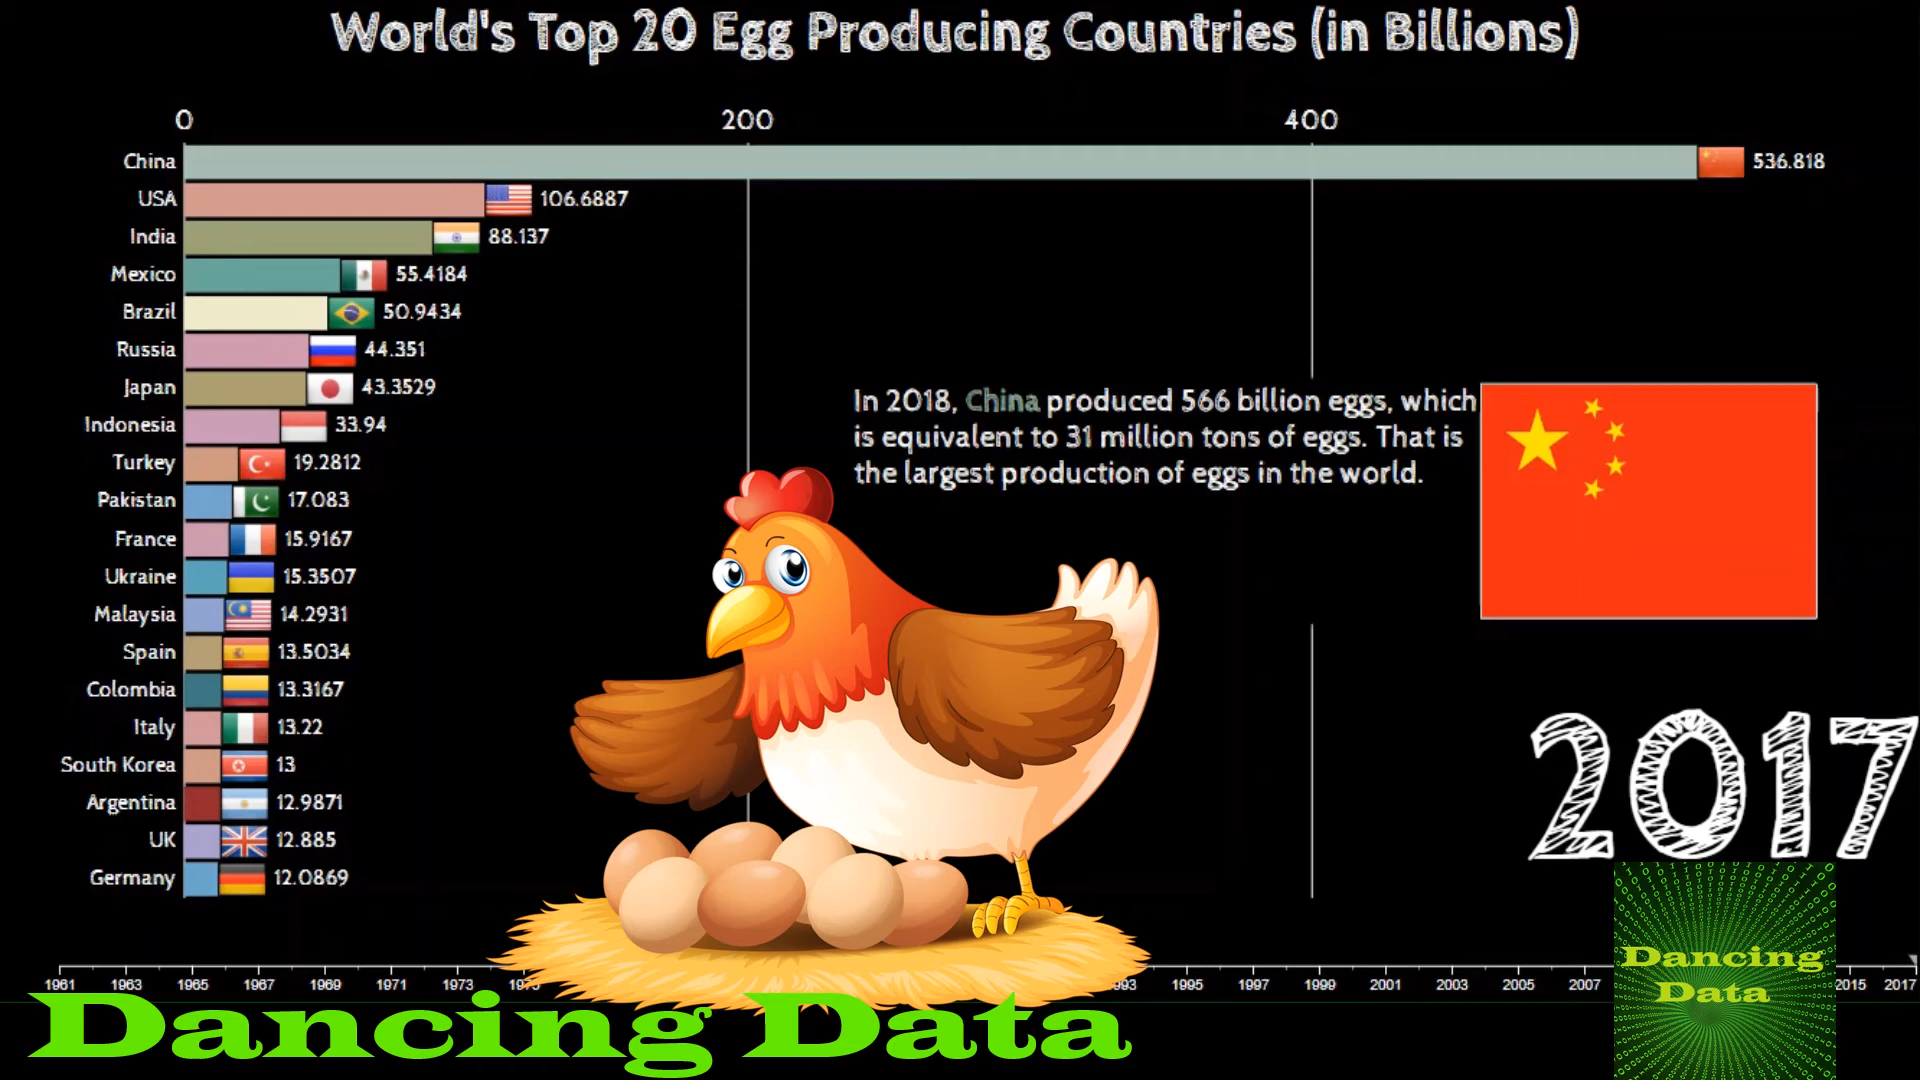 World's Top 20 Egg Producing Countries (in Billions)
0 200 400
China 536.818
USA 106.6887
India 88.137
Mexico 55.4184
Brazil 50.9434
Russia 44.351
Japan 43.3529
Indonesia 33.94
Turkey 19.2812
Pakistan 17.083
France 15.9167
Ukraine 15.3507
Malaysia 14.2931
Spain 13.5034
Colombia 13.3167
Italy 13.22
South Korea 13
Argentina 12.9871
UK 12.885
Germany 12.0869
In 2018, China produced 566 billion eggs, which
is equivalent to 31 million tons of eggs. That is
the largest production of eggs in the world.
2017
1961 1963 1965 1967 1969 1971 1973 1995 1997 1999 2001 2003 2005 2007 2015 2017
Dancing
Data
Dancing Data